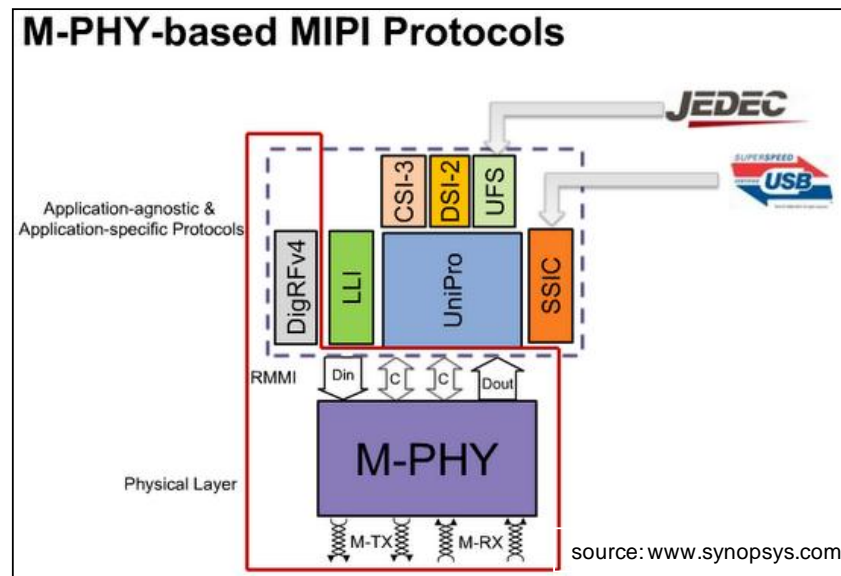 M-PHY-based MIPI Protocols
JEDEC
SUPERSPEED
CERTIFIED
USB
Application-agnostic &
Application-specific Protocols
CSI-3
DSI-2
UFS
DigRFv4
LLI
UniPro
SSIC
RMMI
Din
C
C
Dout
M-PHY
Physical Layer
M-TX
M-RX
source: www.synopsys.com